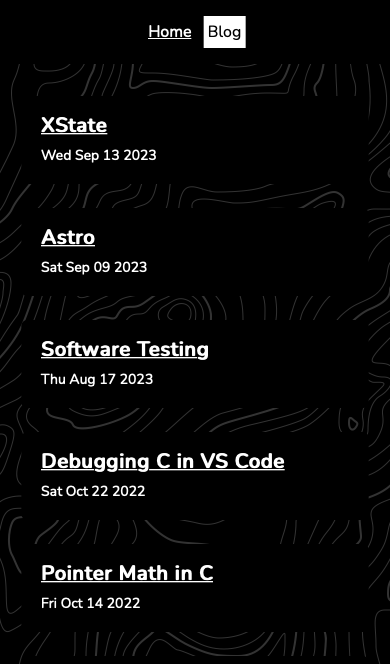 Home Blog
XState
Wed Sep 13 2023
Astro
Sat Sep 09 2023
Software Testing
Thu Aug 17 2023
Debugging C in VS Code
Sat Oct 22 2022
Pointer Math in C
Fri Oct 14 2022